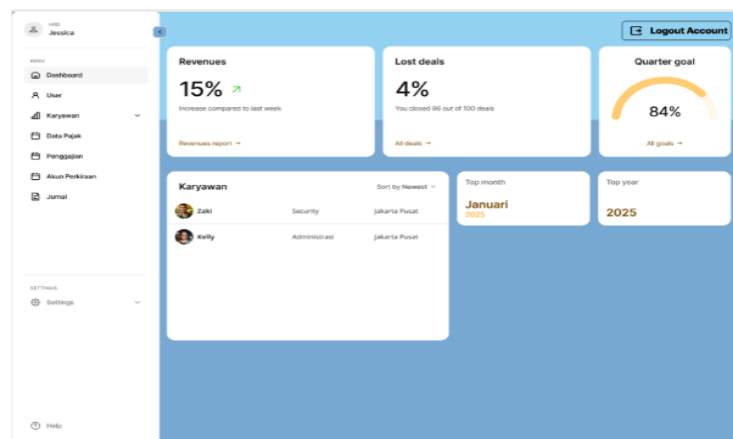 HRD
Jessica
MAIN
Dashboard
User
Karyawan
Data Pajak
Penggajian
Akun Perkiraan
Jurnal
SETTINGS
Settings
Help
Logout Account
Revenues
15%
Increase compared to last week
Revenues report →
Lost deals
4%
You closed 96 out of 100 deals
All deals →
Quarter goal
84%
All goals →
Karyawan Sort by Newest
Zaki Security Jakarta Pusat
Kelly Administrasi Jakarta Pusat
Top month
Januari
2025
Top year
2025